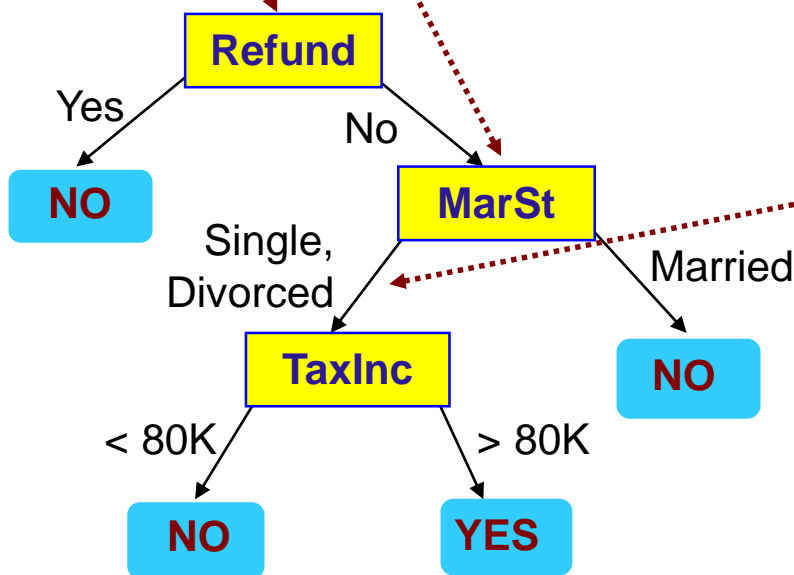 Refund
Yes
No
NO
MarSt
Single,
Divorced
Married
TaxInc
NO
< 80K
> 80K
NO
YES